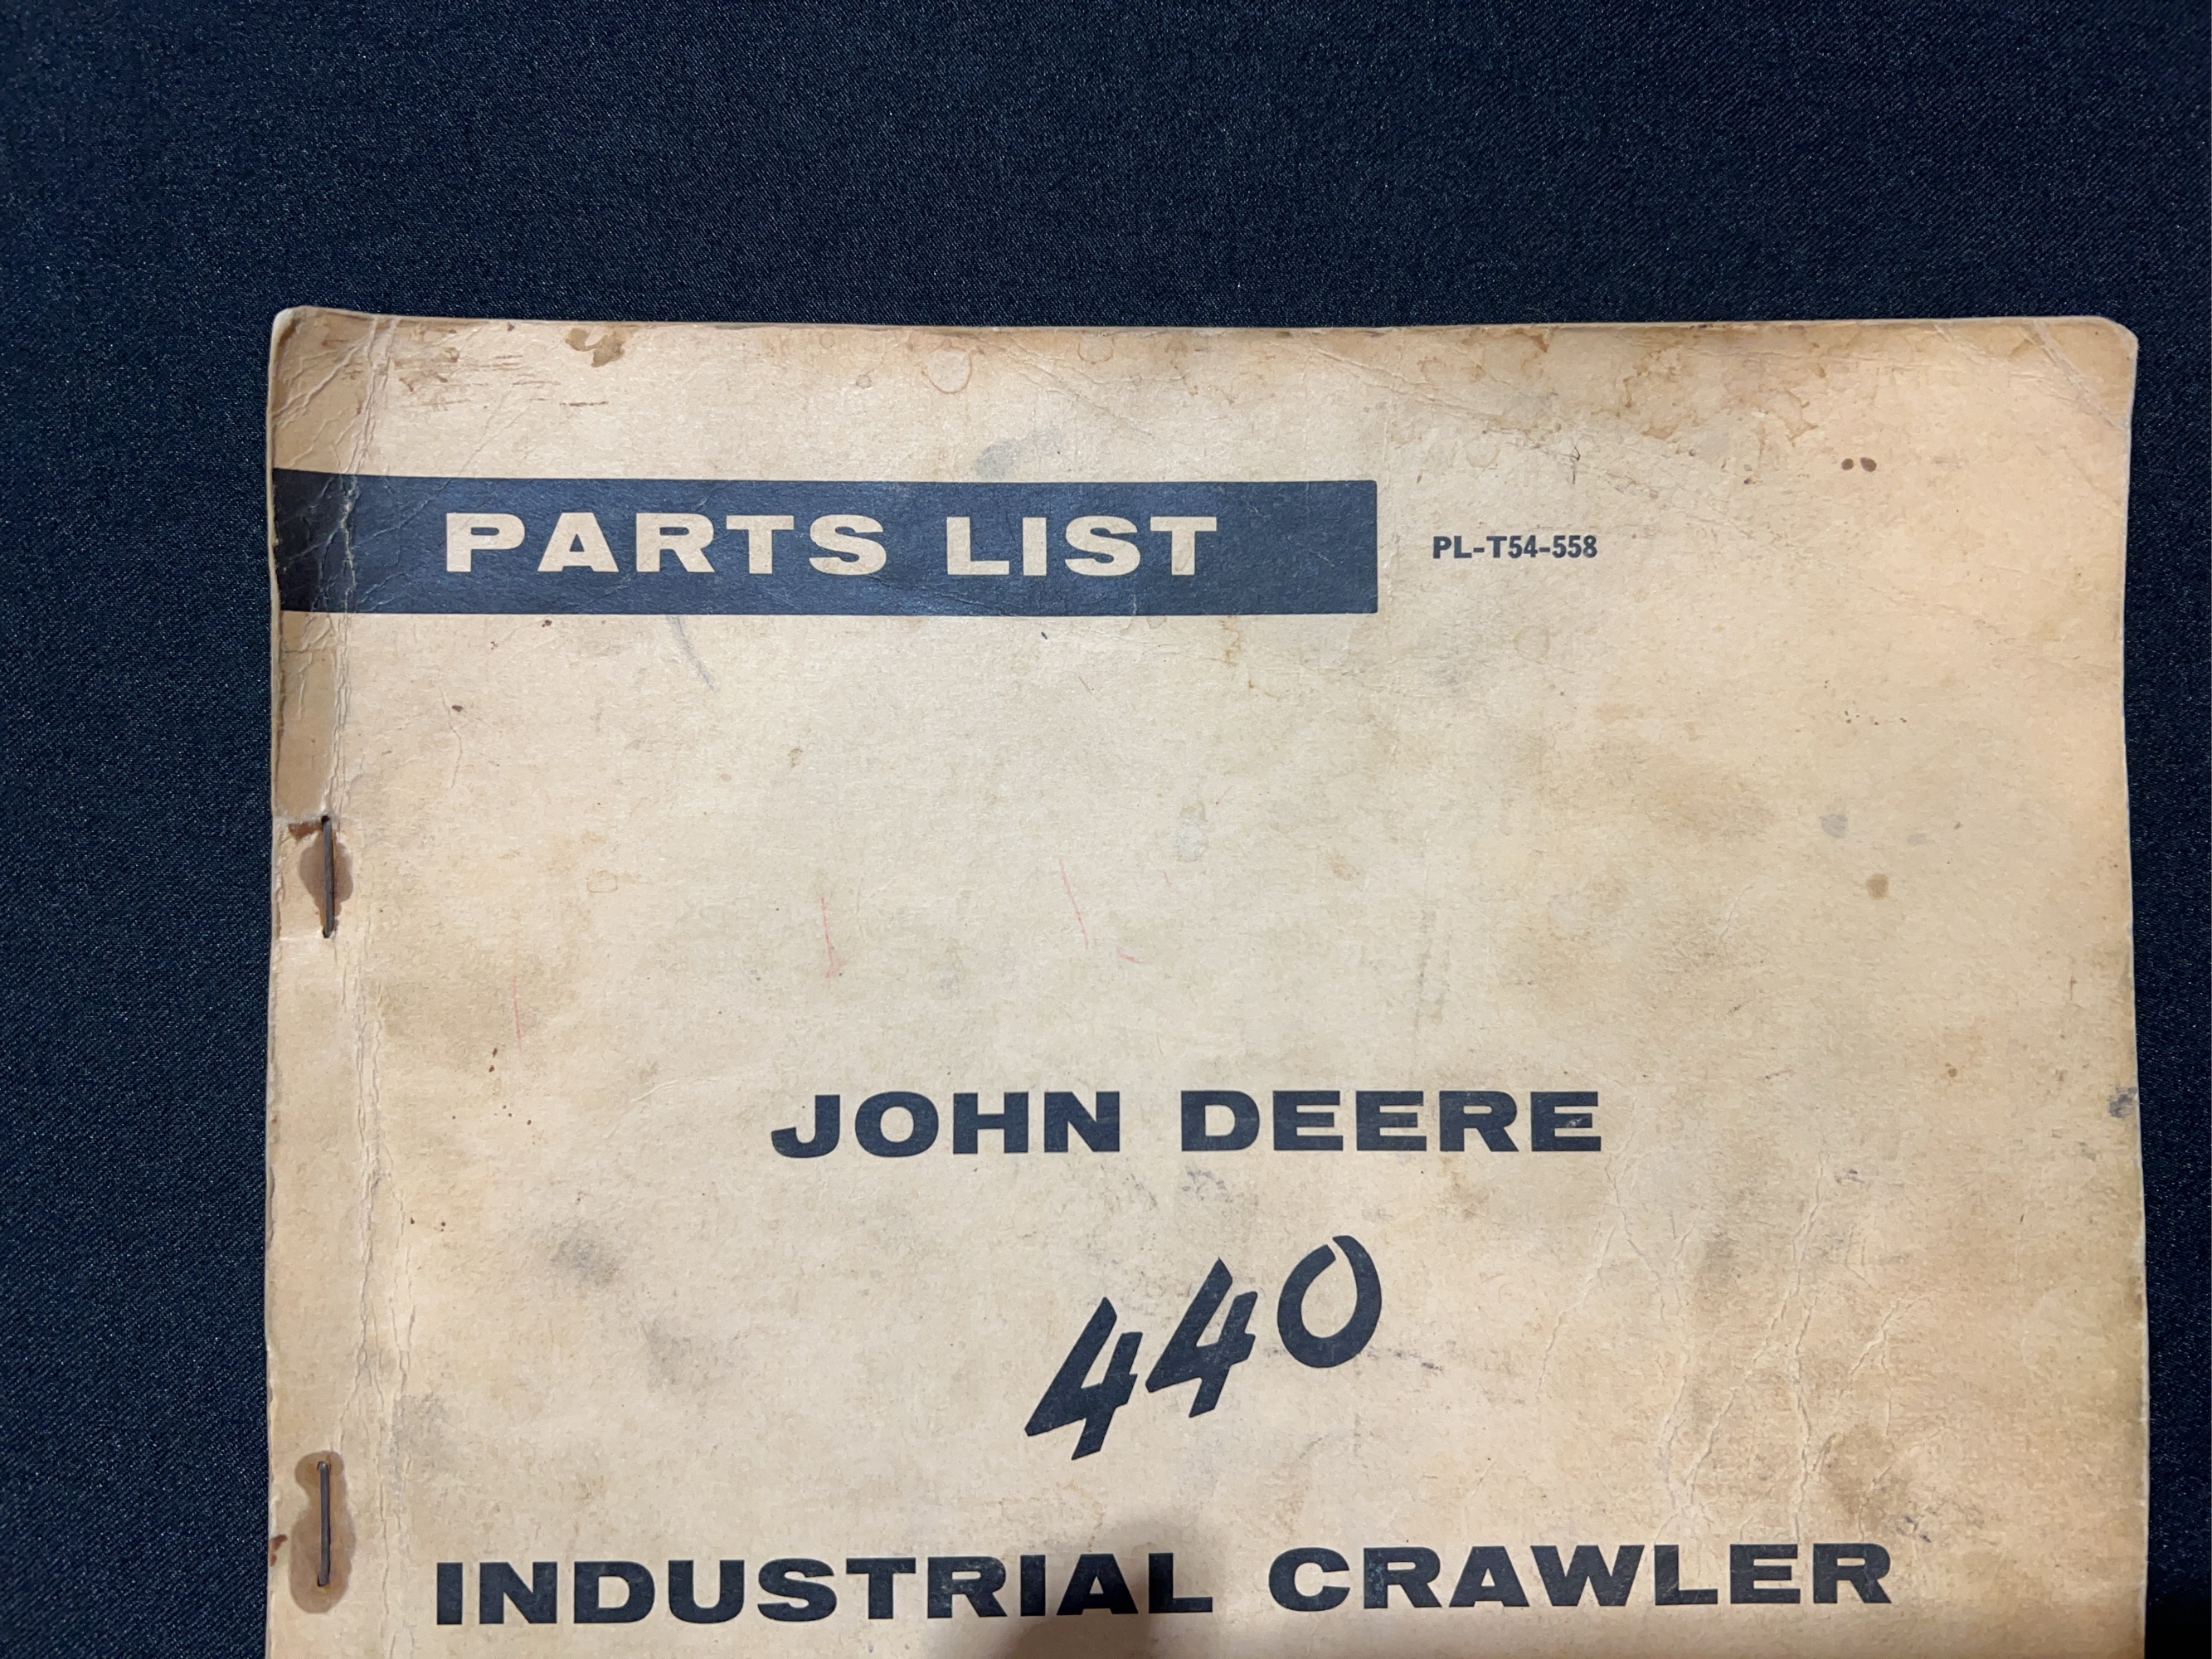 PARTS LIST PL-T54-558
JOHN DEERE
440
INDUSTRIAL CRAWLER